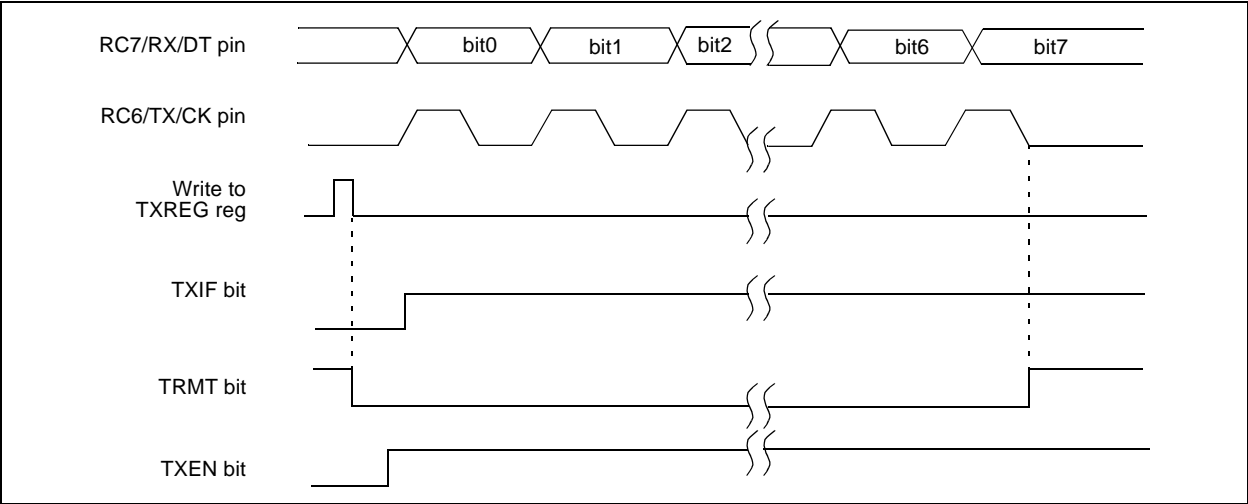 RC7/RX/DT pin
bit0 bit1 bit2 bit6 bit7
RC6/TX/CK pin
Write to
TXREG reg
TXIF bit
TRMT bit
TXEN bit